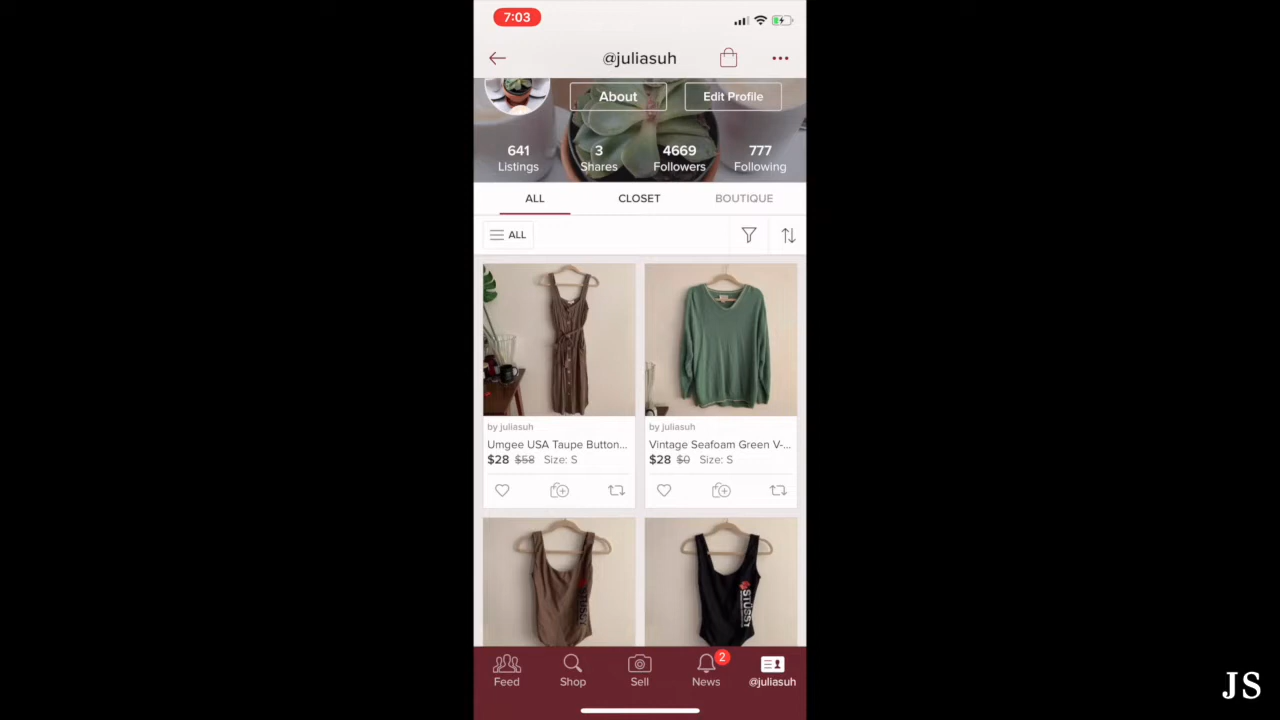 7:03
@juliasuh
About
Edit Profile
641
3
4669
777
Listings
Shares
Followers
Following
ALL
CLOSET
BOUTIQUE
ALL
by juliasuh
by juliasuh
Umgee USA Taupe Button...
Vintage Seafoam Green V-...
$28 $58 Size: S
$28 $0 Size: S
STUSSY
STUSSY
2
Feed
Shop
Sell
News
@juliasuh
JS